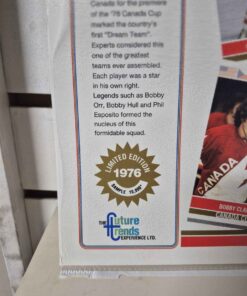 Canada for the premiere
of the '76 Canada Cup
marked the country's
first "Dream Team".
Experts considered this
one of the greatest
teams ever assembled.
Each player was a star
in his own right.
Legends such as Bobby
Orr, Bobby Hull and Phil
Esposito formed the
nucleus of this
formidable squad.
LIMITED EDITION
1976
SAMPLE
THE Future
Trends
EXPERIENCE LTD.
CANADA
BOBBY CLA
CANADA C